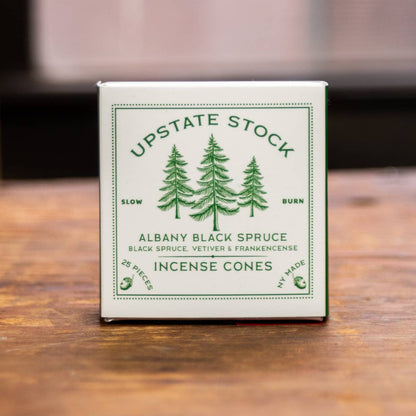 UPSTATE STOCK
SLOW BURN
ALBANY BLACK SPRUCE
BLACK SPRUCE, VETIVER & FRANKENCENSE
INCENSE CONES
25 PIECES
NY MADE